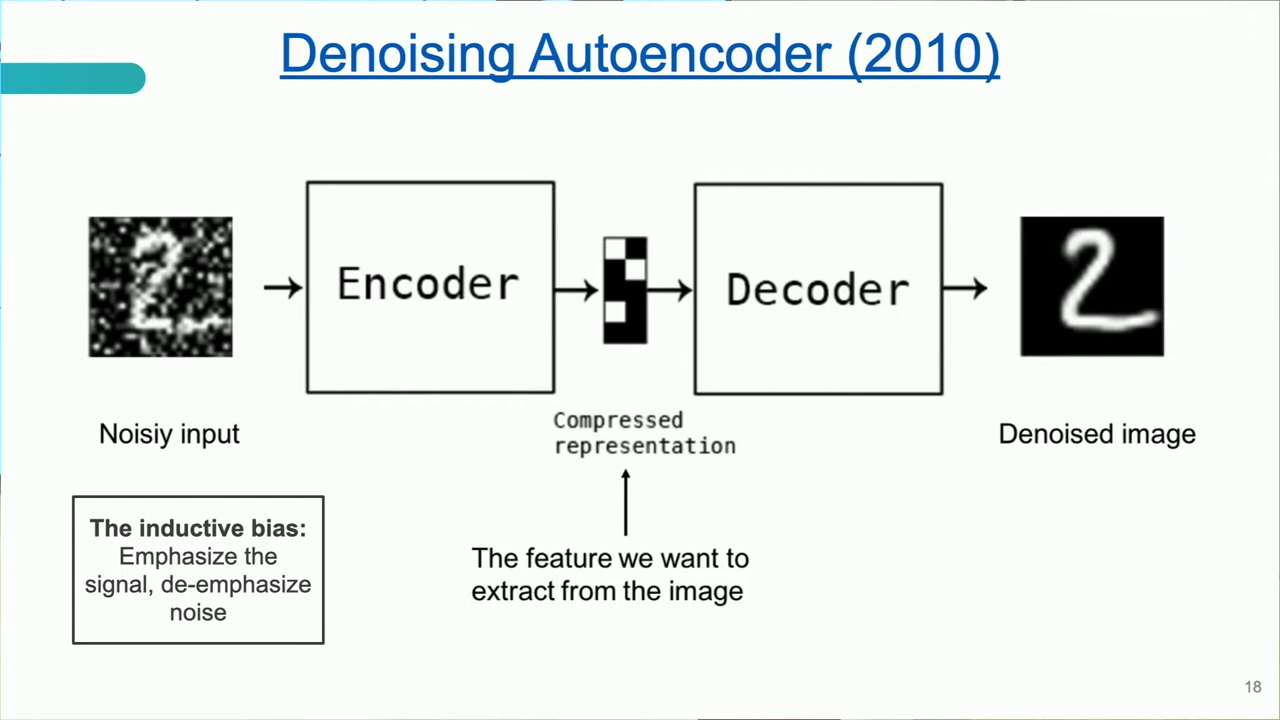 Denoising Autoencoder (2010)
Encoder
Decoder
Compressed
representation
Noisiy input
Denoised image
The inductive bias:
Emphasize the
signal, de-emphasize
noise
The feature we want to
extract from the image
18